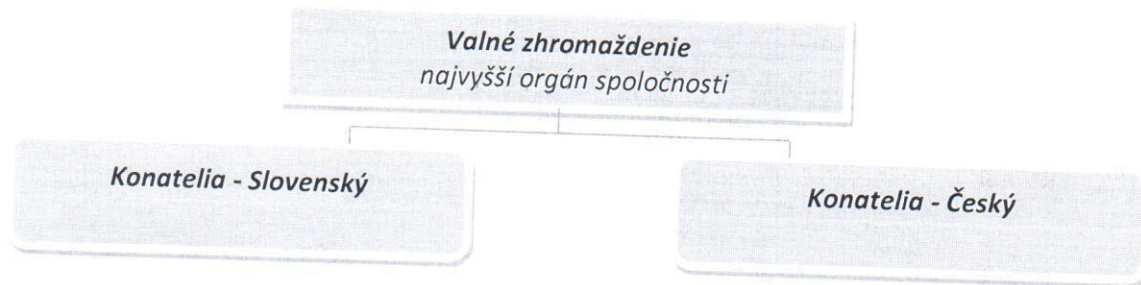 Valné zhromaždenie
najvyšší orgán spoločnosti
Konatelia - Slovenský
Konatelia - Český